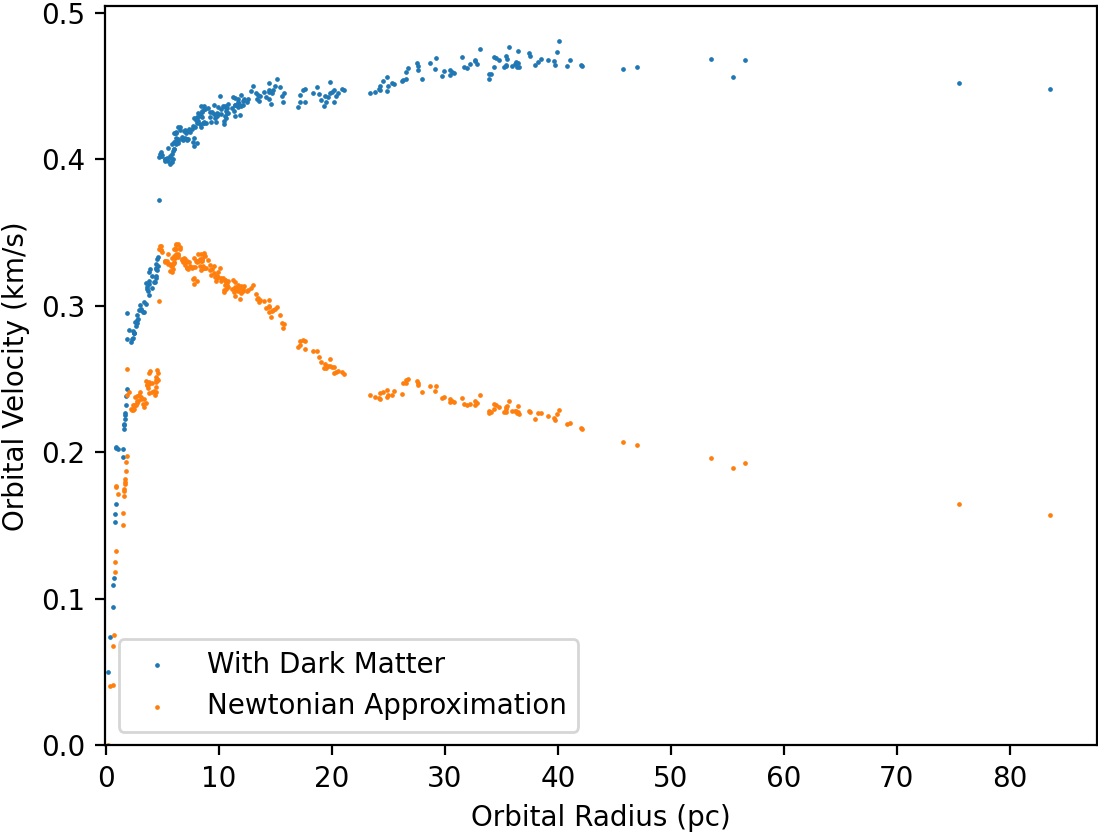 0.5
0.4
0.3
0.2
0.1
0.0
Orbital Velocity (km/s)
With Dark Matter
Newtonian Approximation
0 10 20 30 40 50 60 70 80
Orbital Radius (pc)